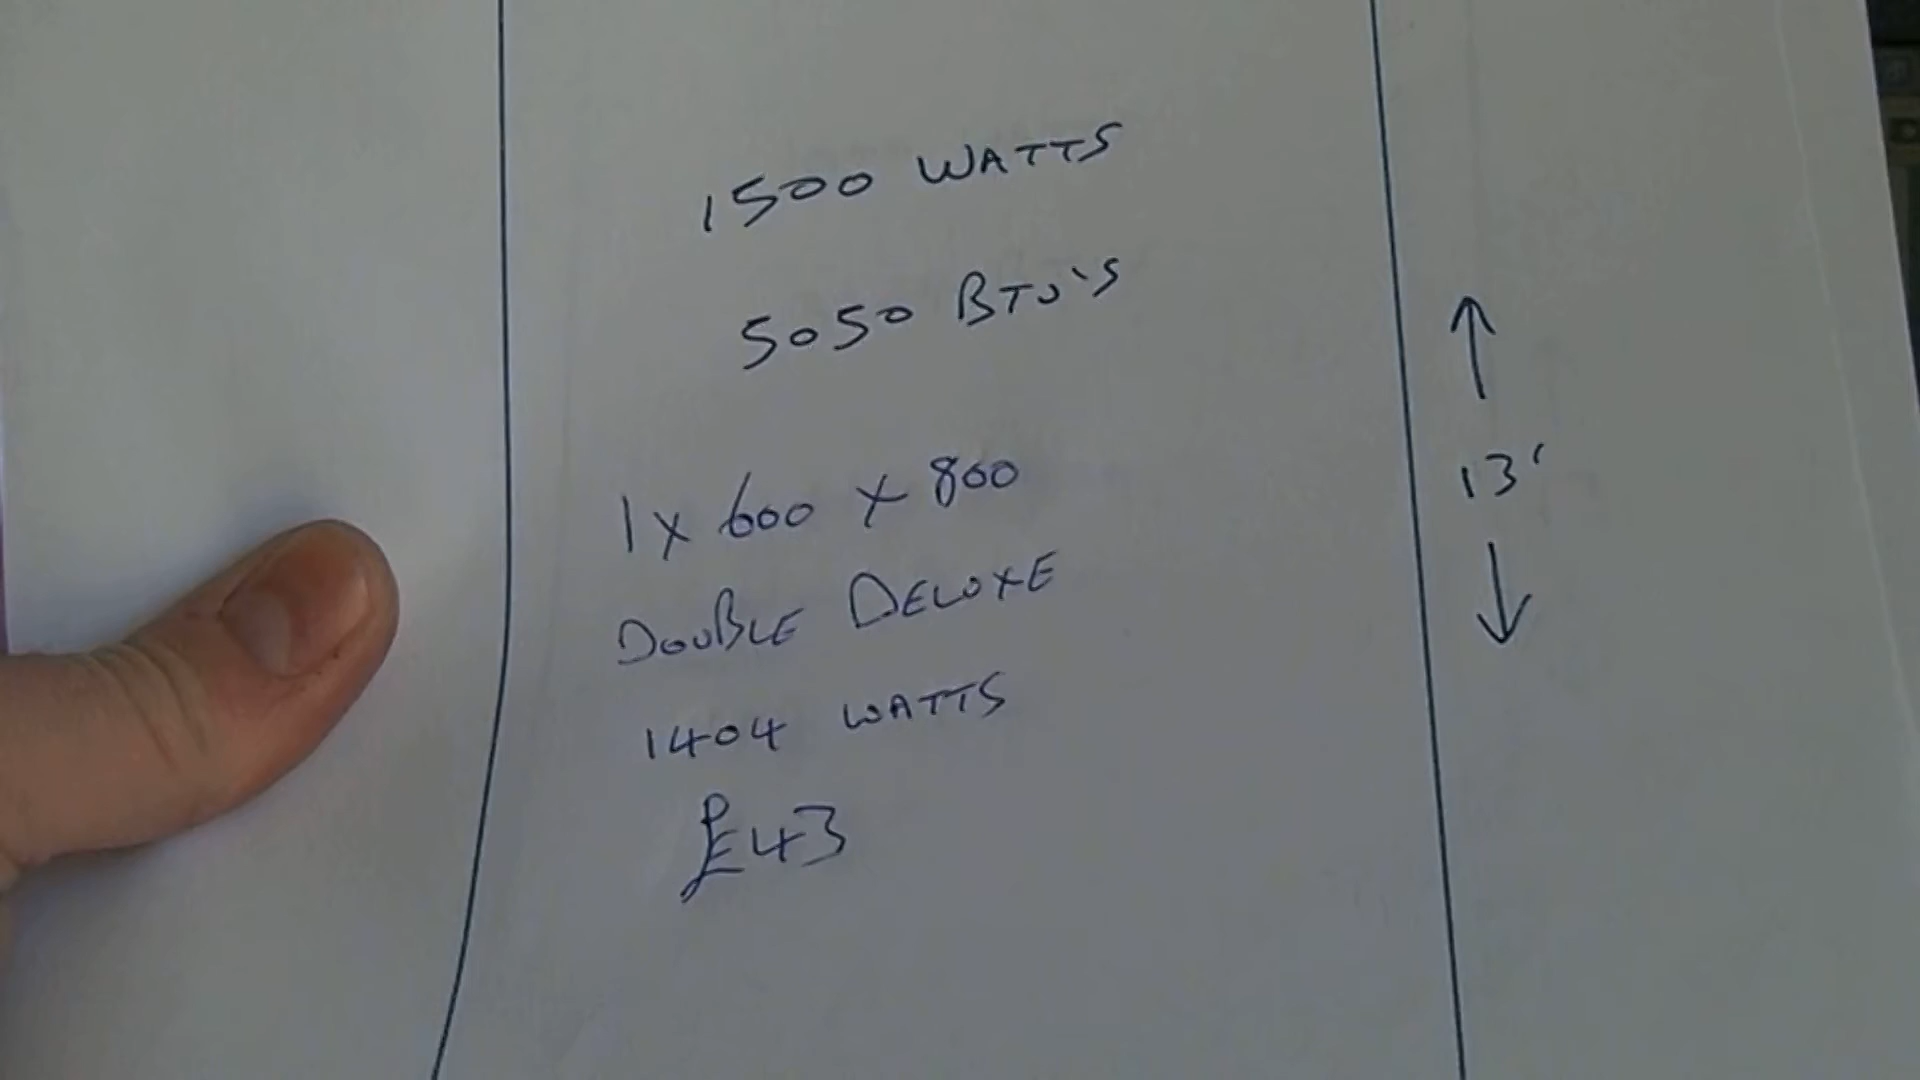 1500 WATTS
5050 BTU'S
1 x 600 x 800
DOUBLE DELUXE
1404 WATTS
£43
13'